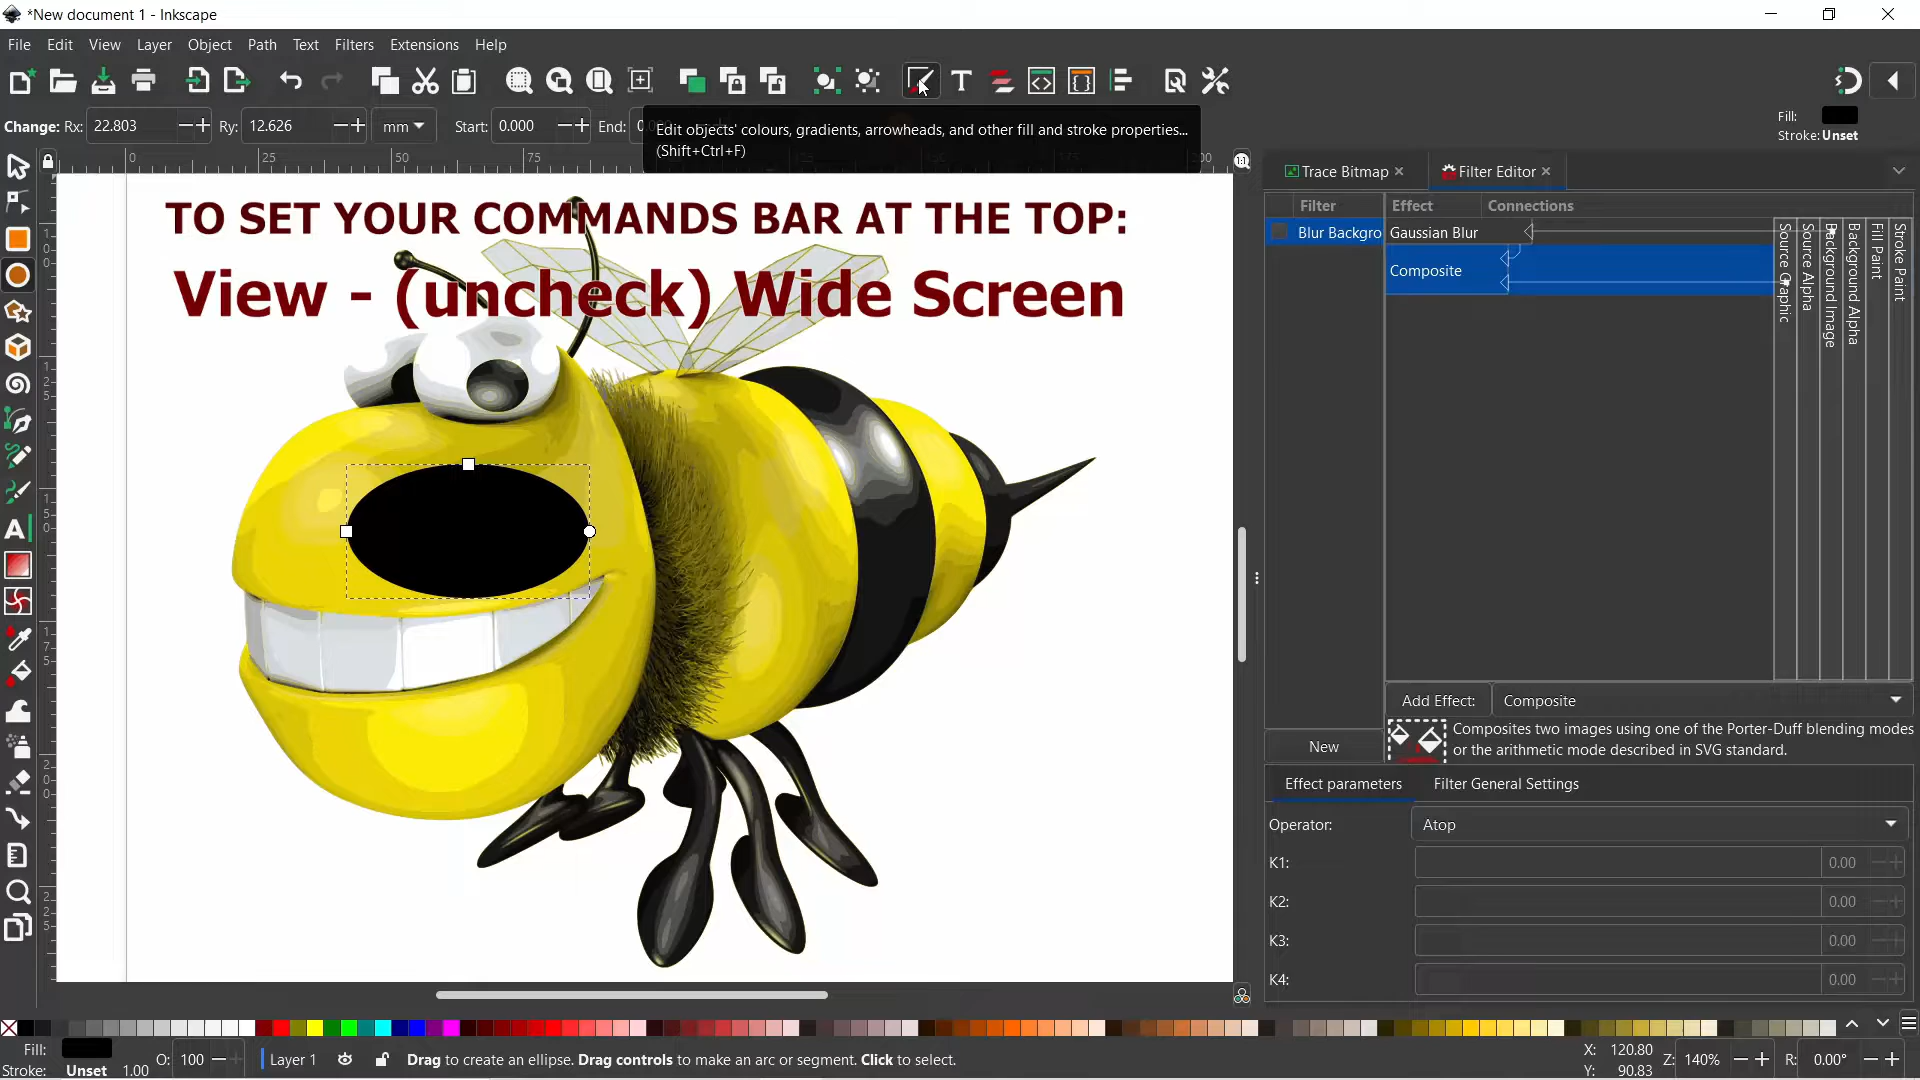 *New document 1 - Inkscape
File Edit View Layer Object Path Text Filters Extensions Help
Change: Rx: 22.803 Ry: 12.626 mm Start: 0.000 End:
Edit objects' colours, gradients, arrowheads, and other fill and stroke properties...
(Shift+Ctrl+F)
Fill:
Stroke: Unset
0 25 50 75 200
1:1
Trace Bitmap Filter Editor
TO SET YOUR COMMANDS BAR AT THE TOP:
View - (uncheck) Wide Screen
Filter Effect Connections
Blur Backgro Gaussian Blur
Composite
Source Graphic
Source Alpha
Background Image
Background Alpha
Fill Paint
Stroke Paint
Add Effect: Composite
Composites two images using one of the Porter-Duff blending modes
or the arithmetic mode described in SVG standard.
New
Effect parameters Filter General Settings
Operator: Atop
K1: 0.00
K2: 0.00
K3: 0.00
K4: 0.00
Fill:
Stroke: Unset 1.00 O: 100 Layer 1 Drag to create an ellipse. Drag controls to make an arc or segment. Click to select.
X: 120.80
Y: 90.83
Z: 140% R: 0.00°